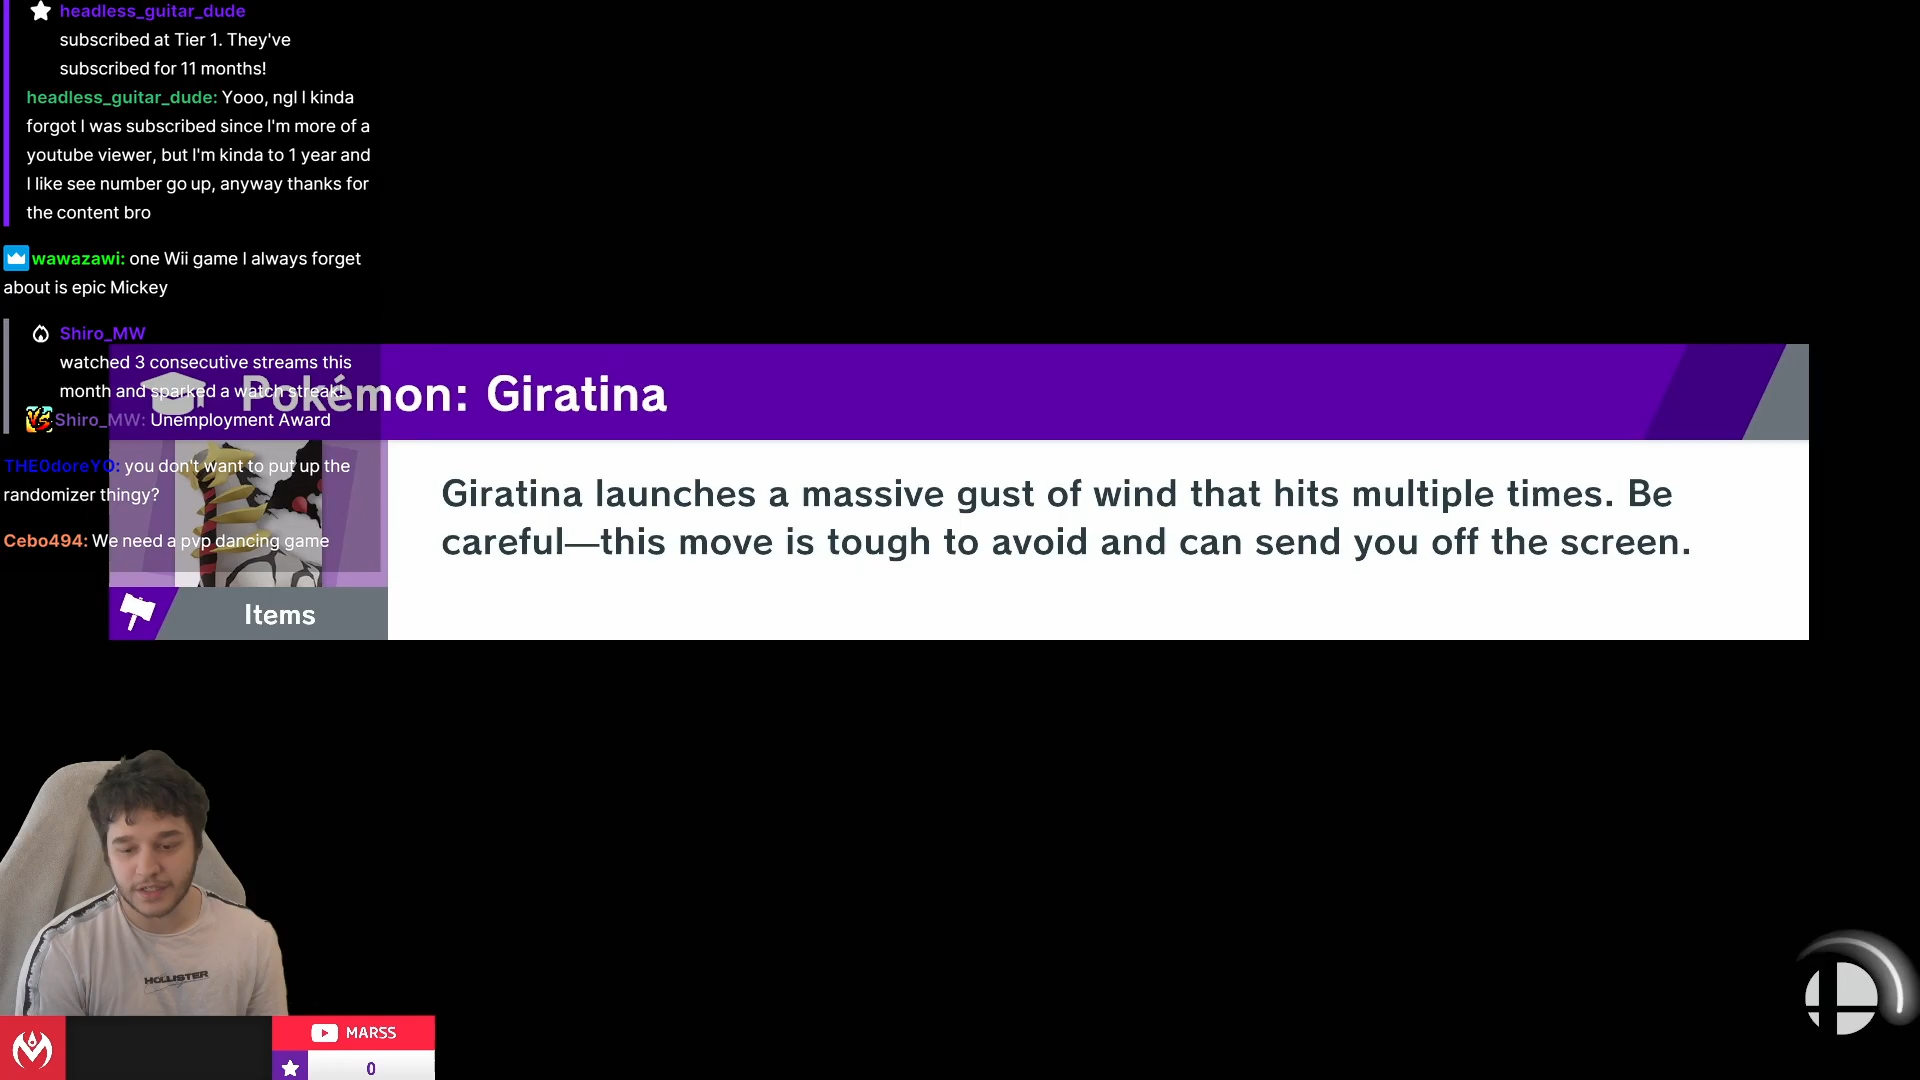 headless_guitar_dude
subscribed at Tier 1. They've
subscribed for 11 months!
headless_guitar_dude: Yooo, ngl I kinda
forgot I was subscribed since I'm more of a
youtube viewer, but I'm kinda to 1 year and
I like see number go up, anyway thanks for
the content bro
wawazawi: one Wii game I always forget
about is epic Mickey
Shiro_MW
watched 3 consecutive streams this
month and sparked a watch streak!
Shiro_MW: Unemployment Award
THE0doreYO: you don't want to put up the
randomizer thingy?
Cebo494: We need a pvp dancing game
Pokémon: Giratina
Giratina launches a massive gust of wind that hits multiple times. Be
careful—this move is tough to avoid and can send you off the screen.
Items
HOLLISTER
MARSS
0